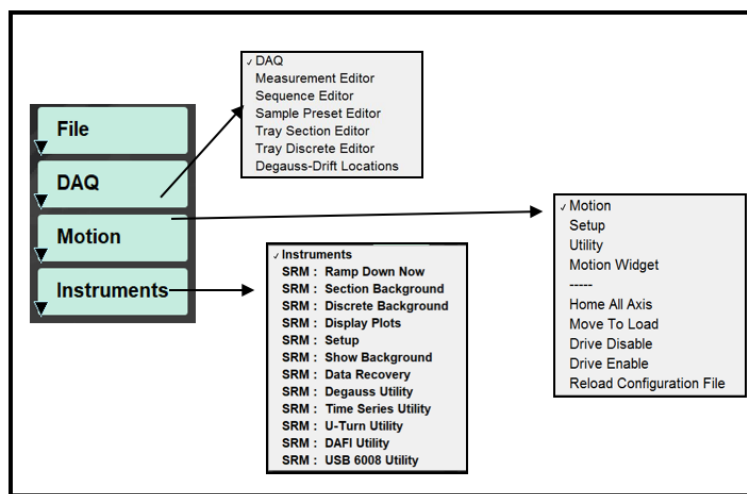 File
DAQ
Motion
Instruments
✓ DAQ
Measurement Editor
Sequence Editor
Sample Preset Editor
Tray Section Editor
Tray Discrete Editor
Degauss-Drift Locations
✓ Motion
Setup
Utility
Motion Widget
-----
Home All Axis
Move To Load
Drive Disable
Drive Enable
Reload Configuration File
✓ Instruments
SRM : Ramp Down Now
SRM : Section Background
SRM : Discrete Background
SRM : Display Plots
SRM : Setup
SRM : Show Background
SRM : Data Recovery
SRM : Degauss Utility
SRM : Time Series Utility
SRM : U-Turn Utility
SRM : DAFI Utility
SRM : USB 6008 Utility